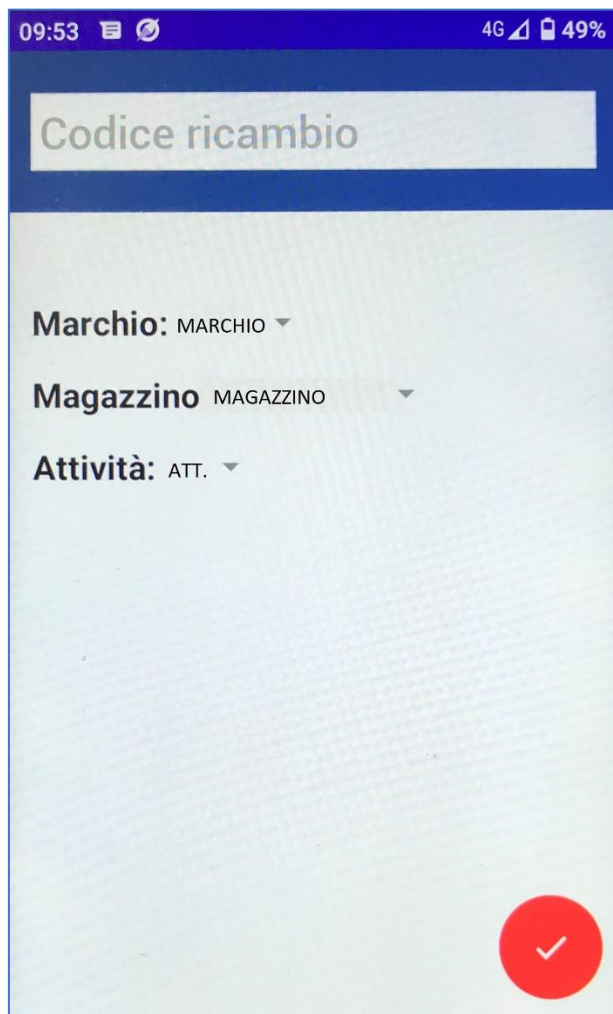 09:53 4G 49%
Codice ricambio
Marchio: MARCHIO
Magazzino MAGAZZINO
Attività: ATT.